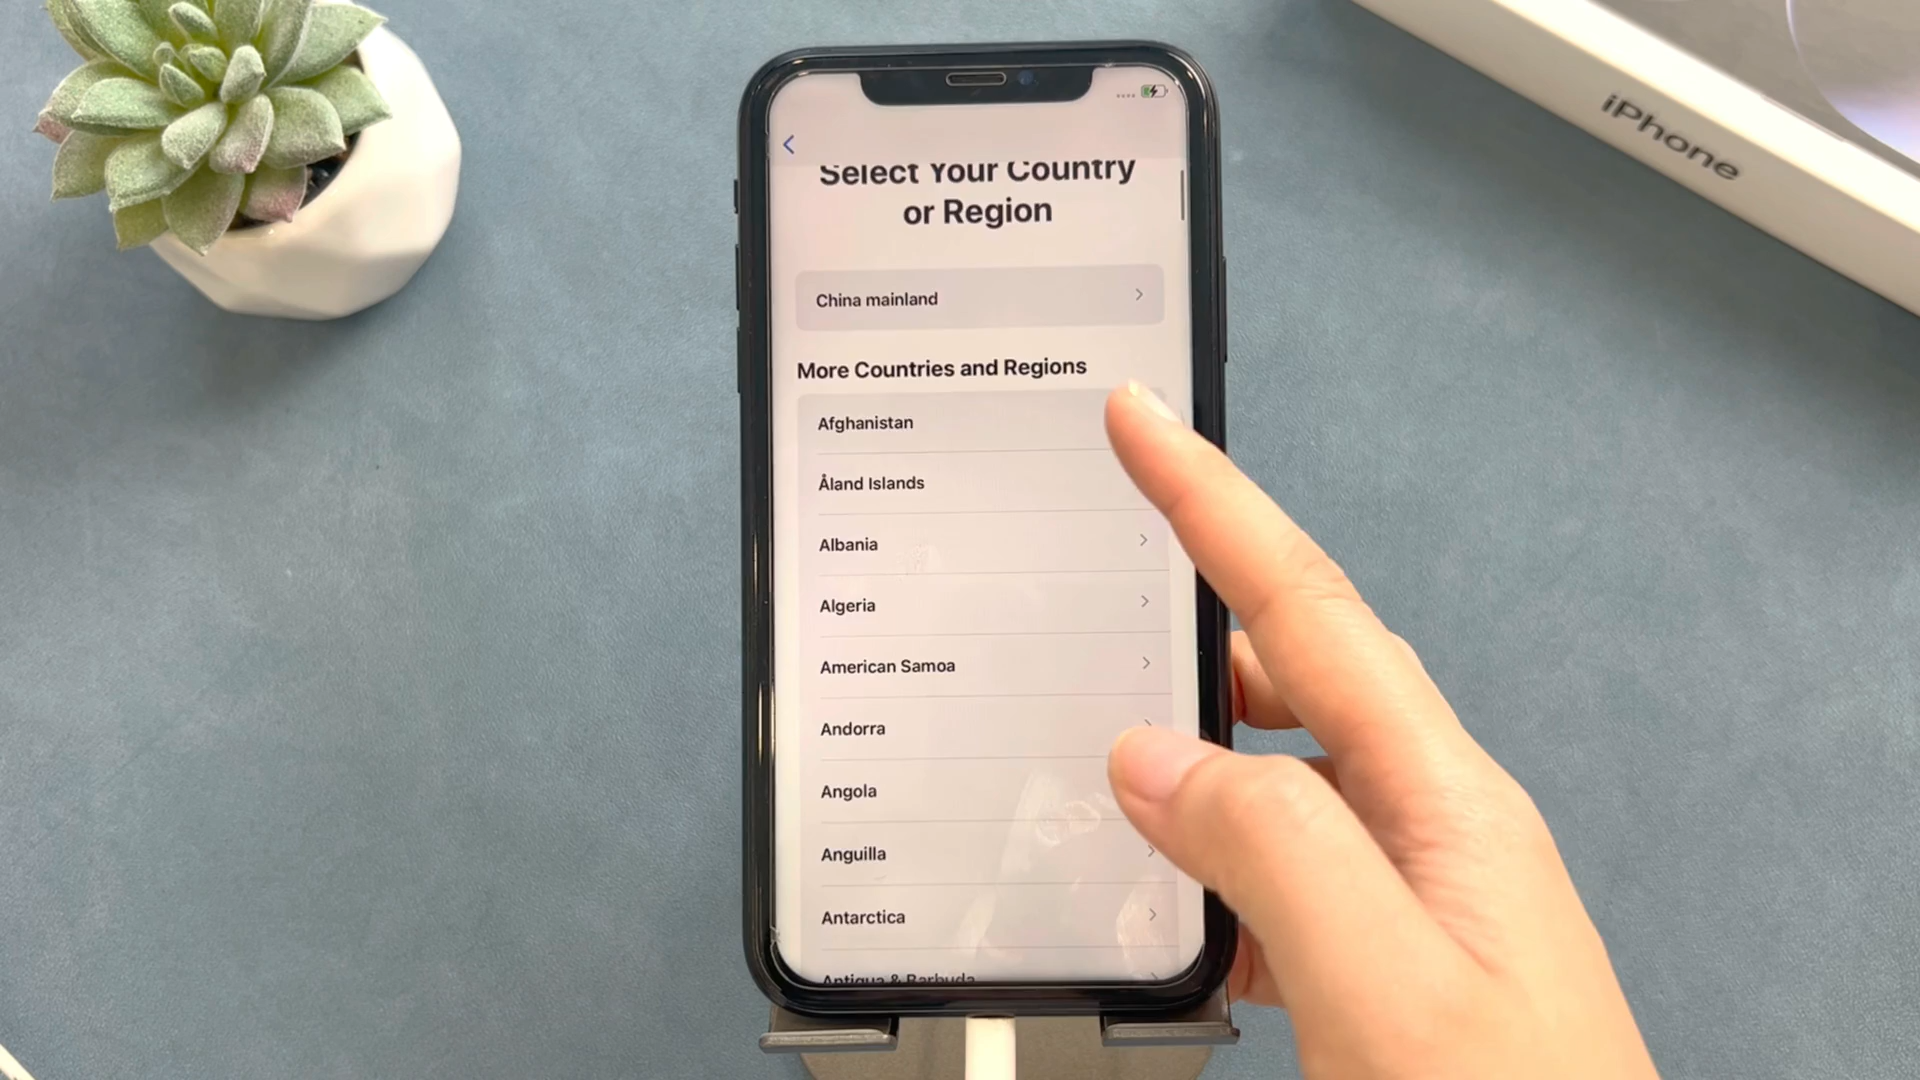 Select Your Country
or Region
China mainland
More Countries and Regions
Afghanistan
Åland Islands
Albania
Algeria
American Samoa
Andorra
Angola
Anguilla
Antarctica
Antigua & Barbuda
iPhone